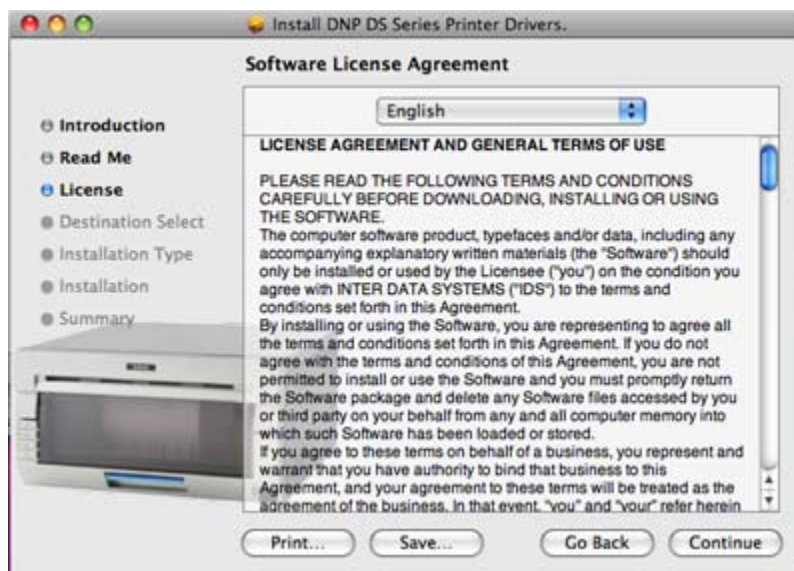 Install DNP DS Series Printer Drivers.
Software License Agreement
Introduction
Read Me
License
Destination Select
Installation Type
Installation
Summary
English
LICENSE AGREEMENT AND GENERAL TERMS OF USE
PLEASE READ THE FOLLOWING TERMS AND CONDITIONS
CAREFULLY BEFORE DOWNLOADING, INSTALLING OR USING
THE SOFTWARE.
The computer software product, typefaces and/or data, including any
accompanying explanatory written materials (the "Software") should
only be installed or used by the Licensee ("you") on the condition you
agree with INTER DATA SYSTEMS ("IDS") to the terms and
conditions set forth in this Agreement.
By installing or using the Software, you are representing to agree all
the terms and conditions set forth in this Agreement. If you do not
agree with the terms and conditions of this Agreement, you are not
permitted to install or use the Software and you must promptly return
the Software package and delete any Software files accessed by you
or third party on your behalf from any and all computer memory into
which such Software has been loaded or stored.
If you agree to these terms on behalf of a business, you represent and
warrant that you have authority to bind that business to this
Agreement, and your agreement to these terms will be treated as the
agreement of the business. In that event, "you" and "your" refer herein
Print...
Save...
Go Back
Continue